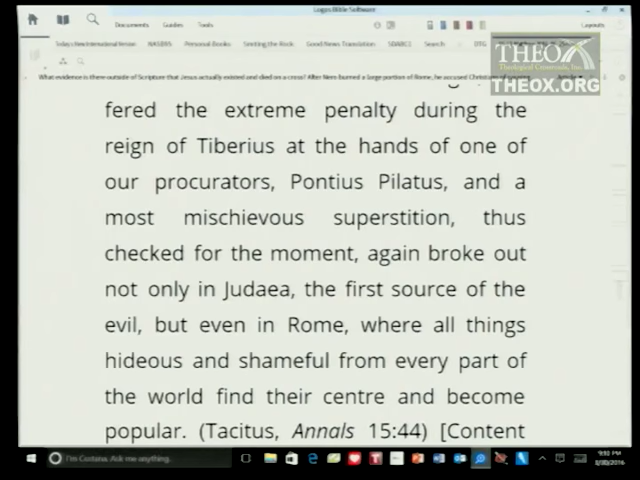 Logos Bible Software
Documents Guides Tools
Layouts
Today's New International Version NASB95 Personal Books Smiting the Rock Good News Translation SDABC5 Search DTG
THEOX
THEOX.ORG
What evidence is there outside of Scripture that Jesus actually existed and died on a cross? After Nero burned a large portion of Rome, he accused
fered the extreme penalty during the
reign of Tiberius at the hands of one of
our procurators, Pontius Pilatus, and a
most mischievous superstition, thus
checked for the moment, again broke out
not only in Judaea, the first source of the
evil, but even in Rome, where all things
hideous and shameful from every part of
the world find their centre and become
popular. (Tacitus, Annals 15:44) [Content
I'm Cortana. Ask me anything.